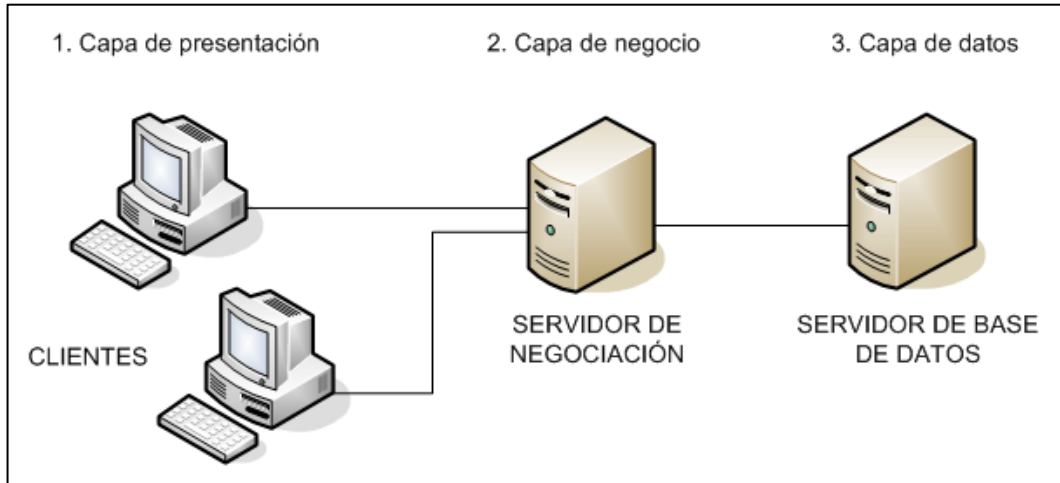 1. Capa de presentación
2. Capa de negocio
3. Capa de datos
CLIENTES
SERVIDOR DE
NEGOCIACIÓN
SERVIDOR DE BASE
DE DATOS